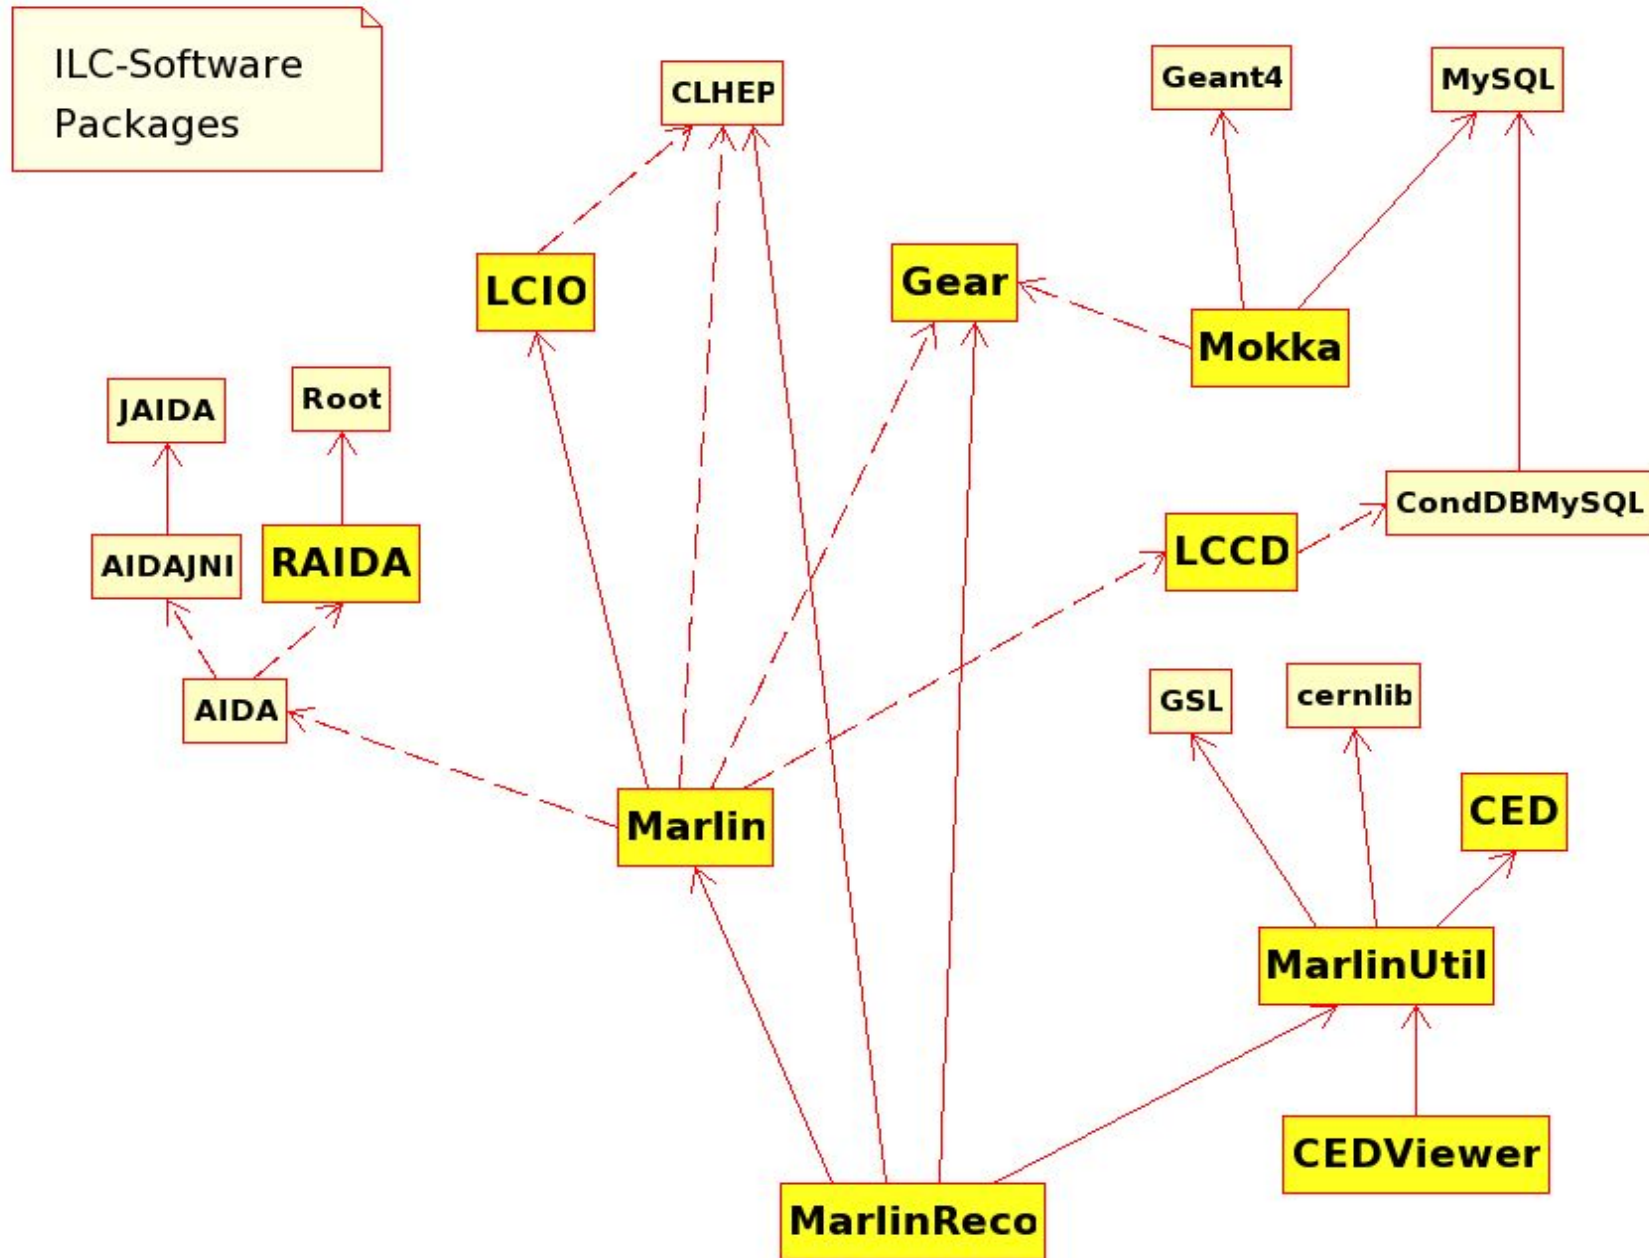 ILC-Software
Packages
CLHEP
Geant4
MySQL
LCIO
Gear
Mokka
JAIDA
Root
AIDAJNI
RAIDA
LCCD
CondDBMySQL
AIDA
GSL
cernlib
Marlin
CED
MarlinUtil
CEDViewer
MarlinReco